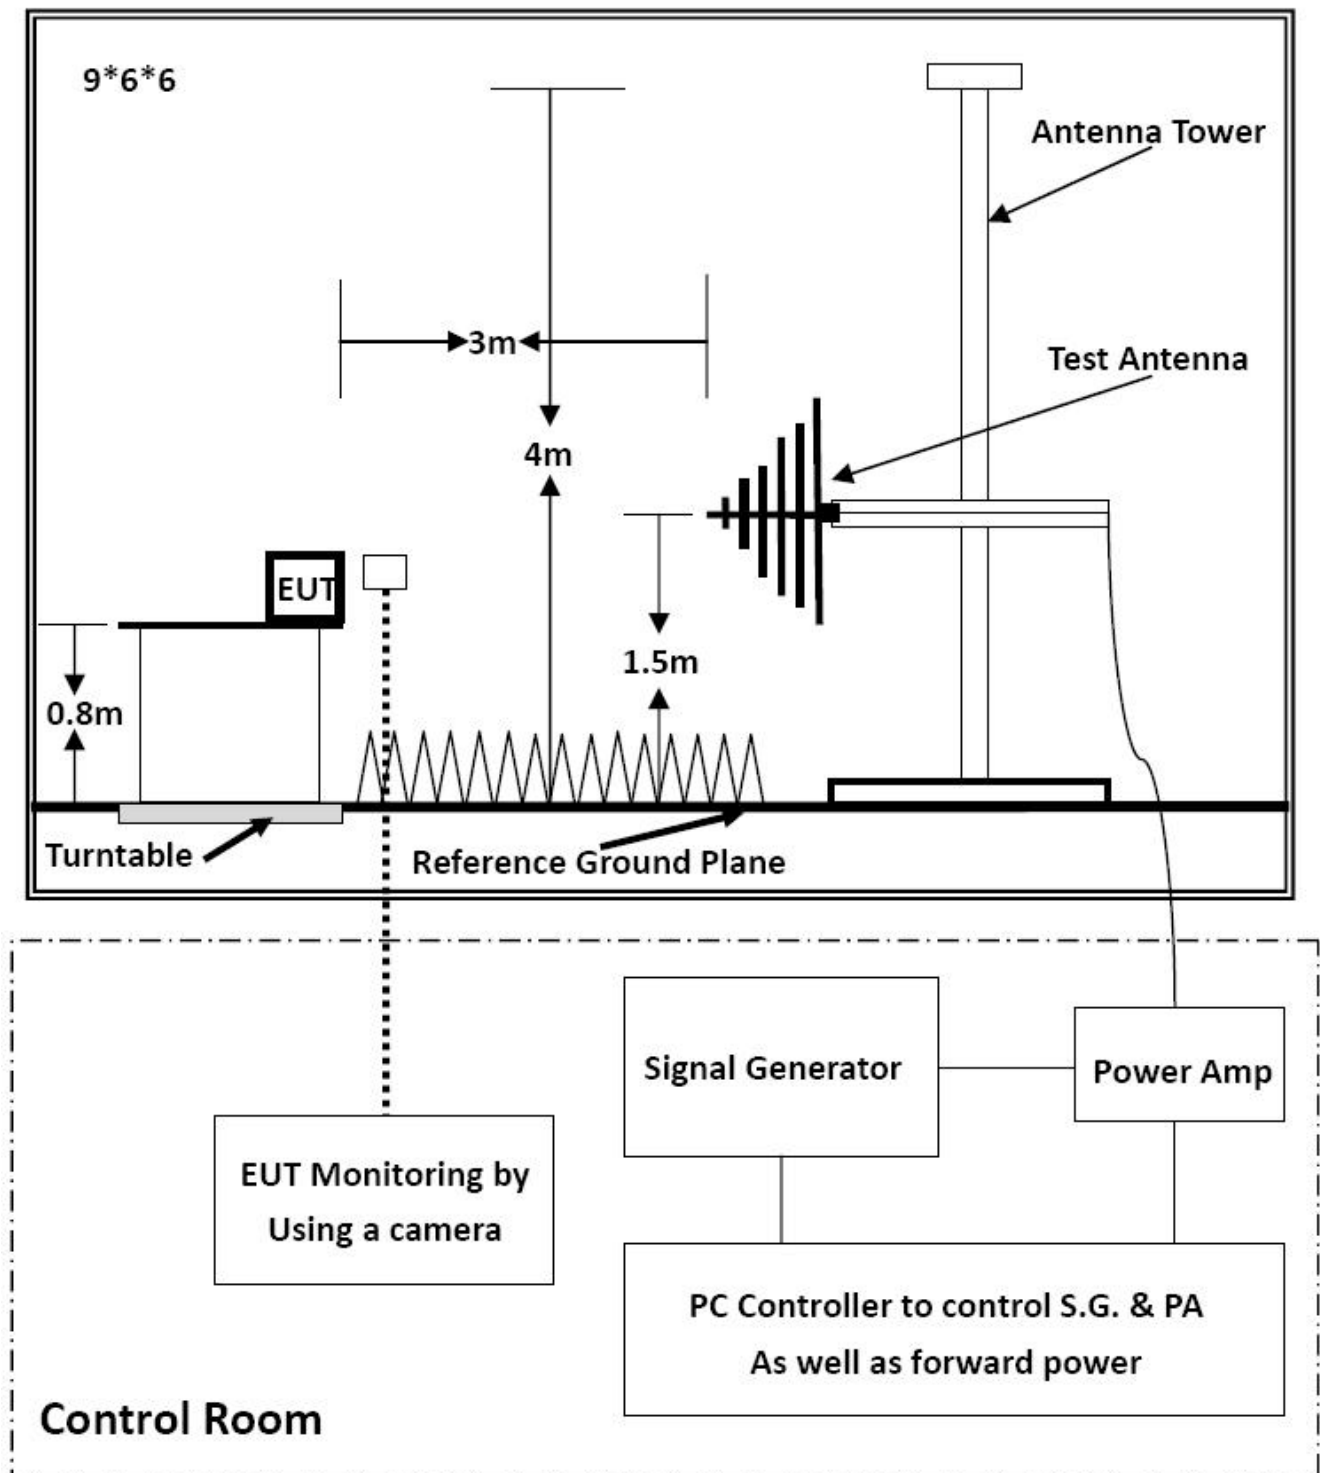 9*6*6
Antenna Tower
3m
Test Antenna
4m
EUT
1.5m
0.8m
Turntable
Reference Ground Plane
Signal Generator
Power Amp
EUT Monitoring by
Using a camera
PC Controller to control S.G. & PA
As well as forward power
Control Room